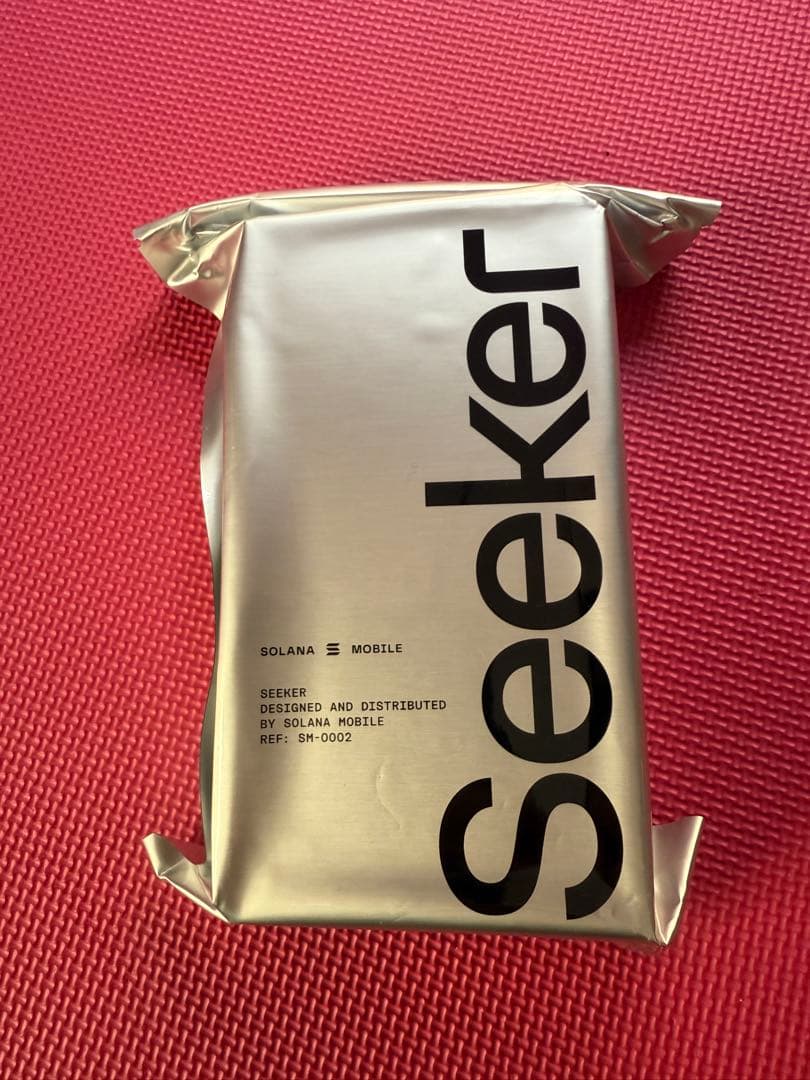 Seeker
SOLANA MOBILE
SEEKER
DESIGNED AND DISTRIBUTED
BY SOLANA MOBILE
REF: SM-0002